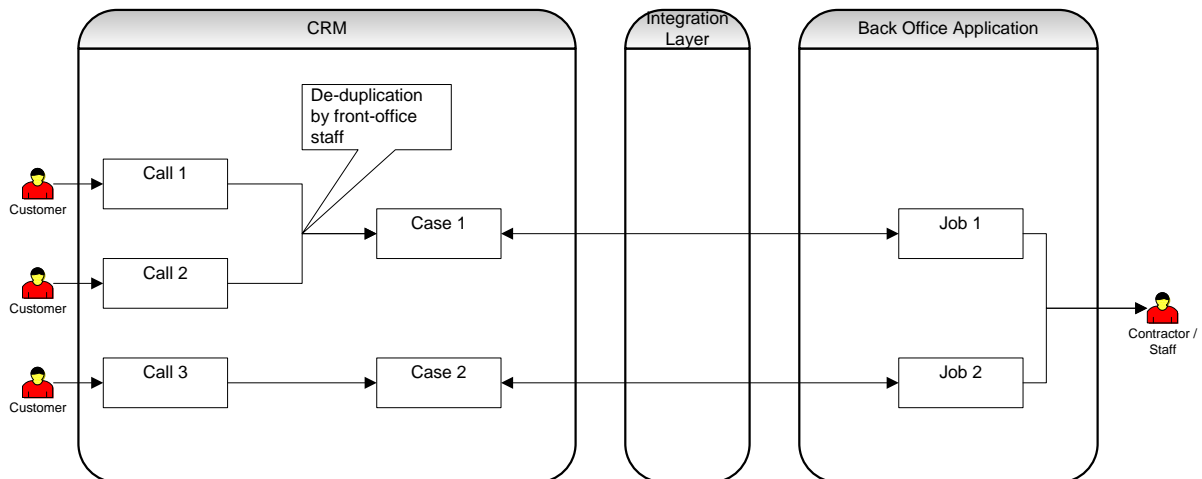 CRM
Integration
Layer
Back Office Application
De-duplication
by front-office
staff
Call 1
Customer
Case 1
Job 1
Call 2
Customer
Contractor /
Staff
Call 3
Case 2
Job 2
Customer